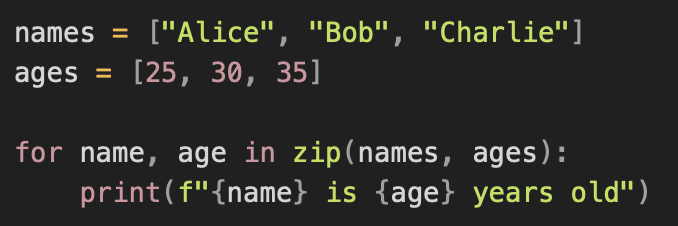 names = ["Alice", "Bob", "Charlie"]
ages = [25, 30, 35]

for name, age in zip(names, ages):
    print(f"{name} is {age} years old")